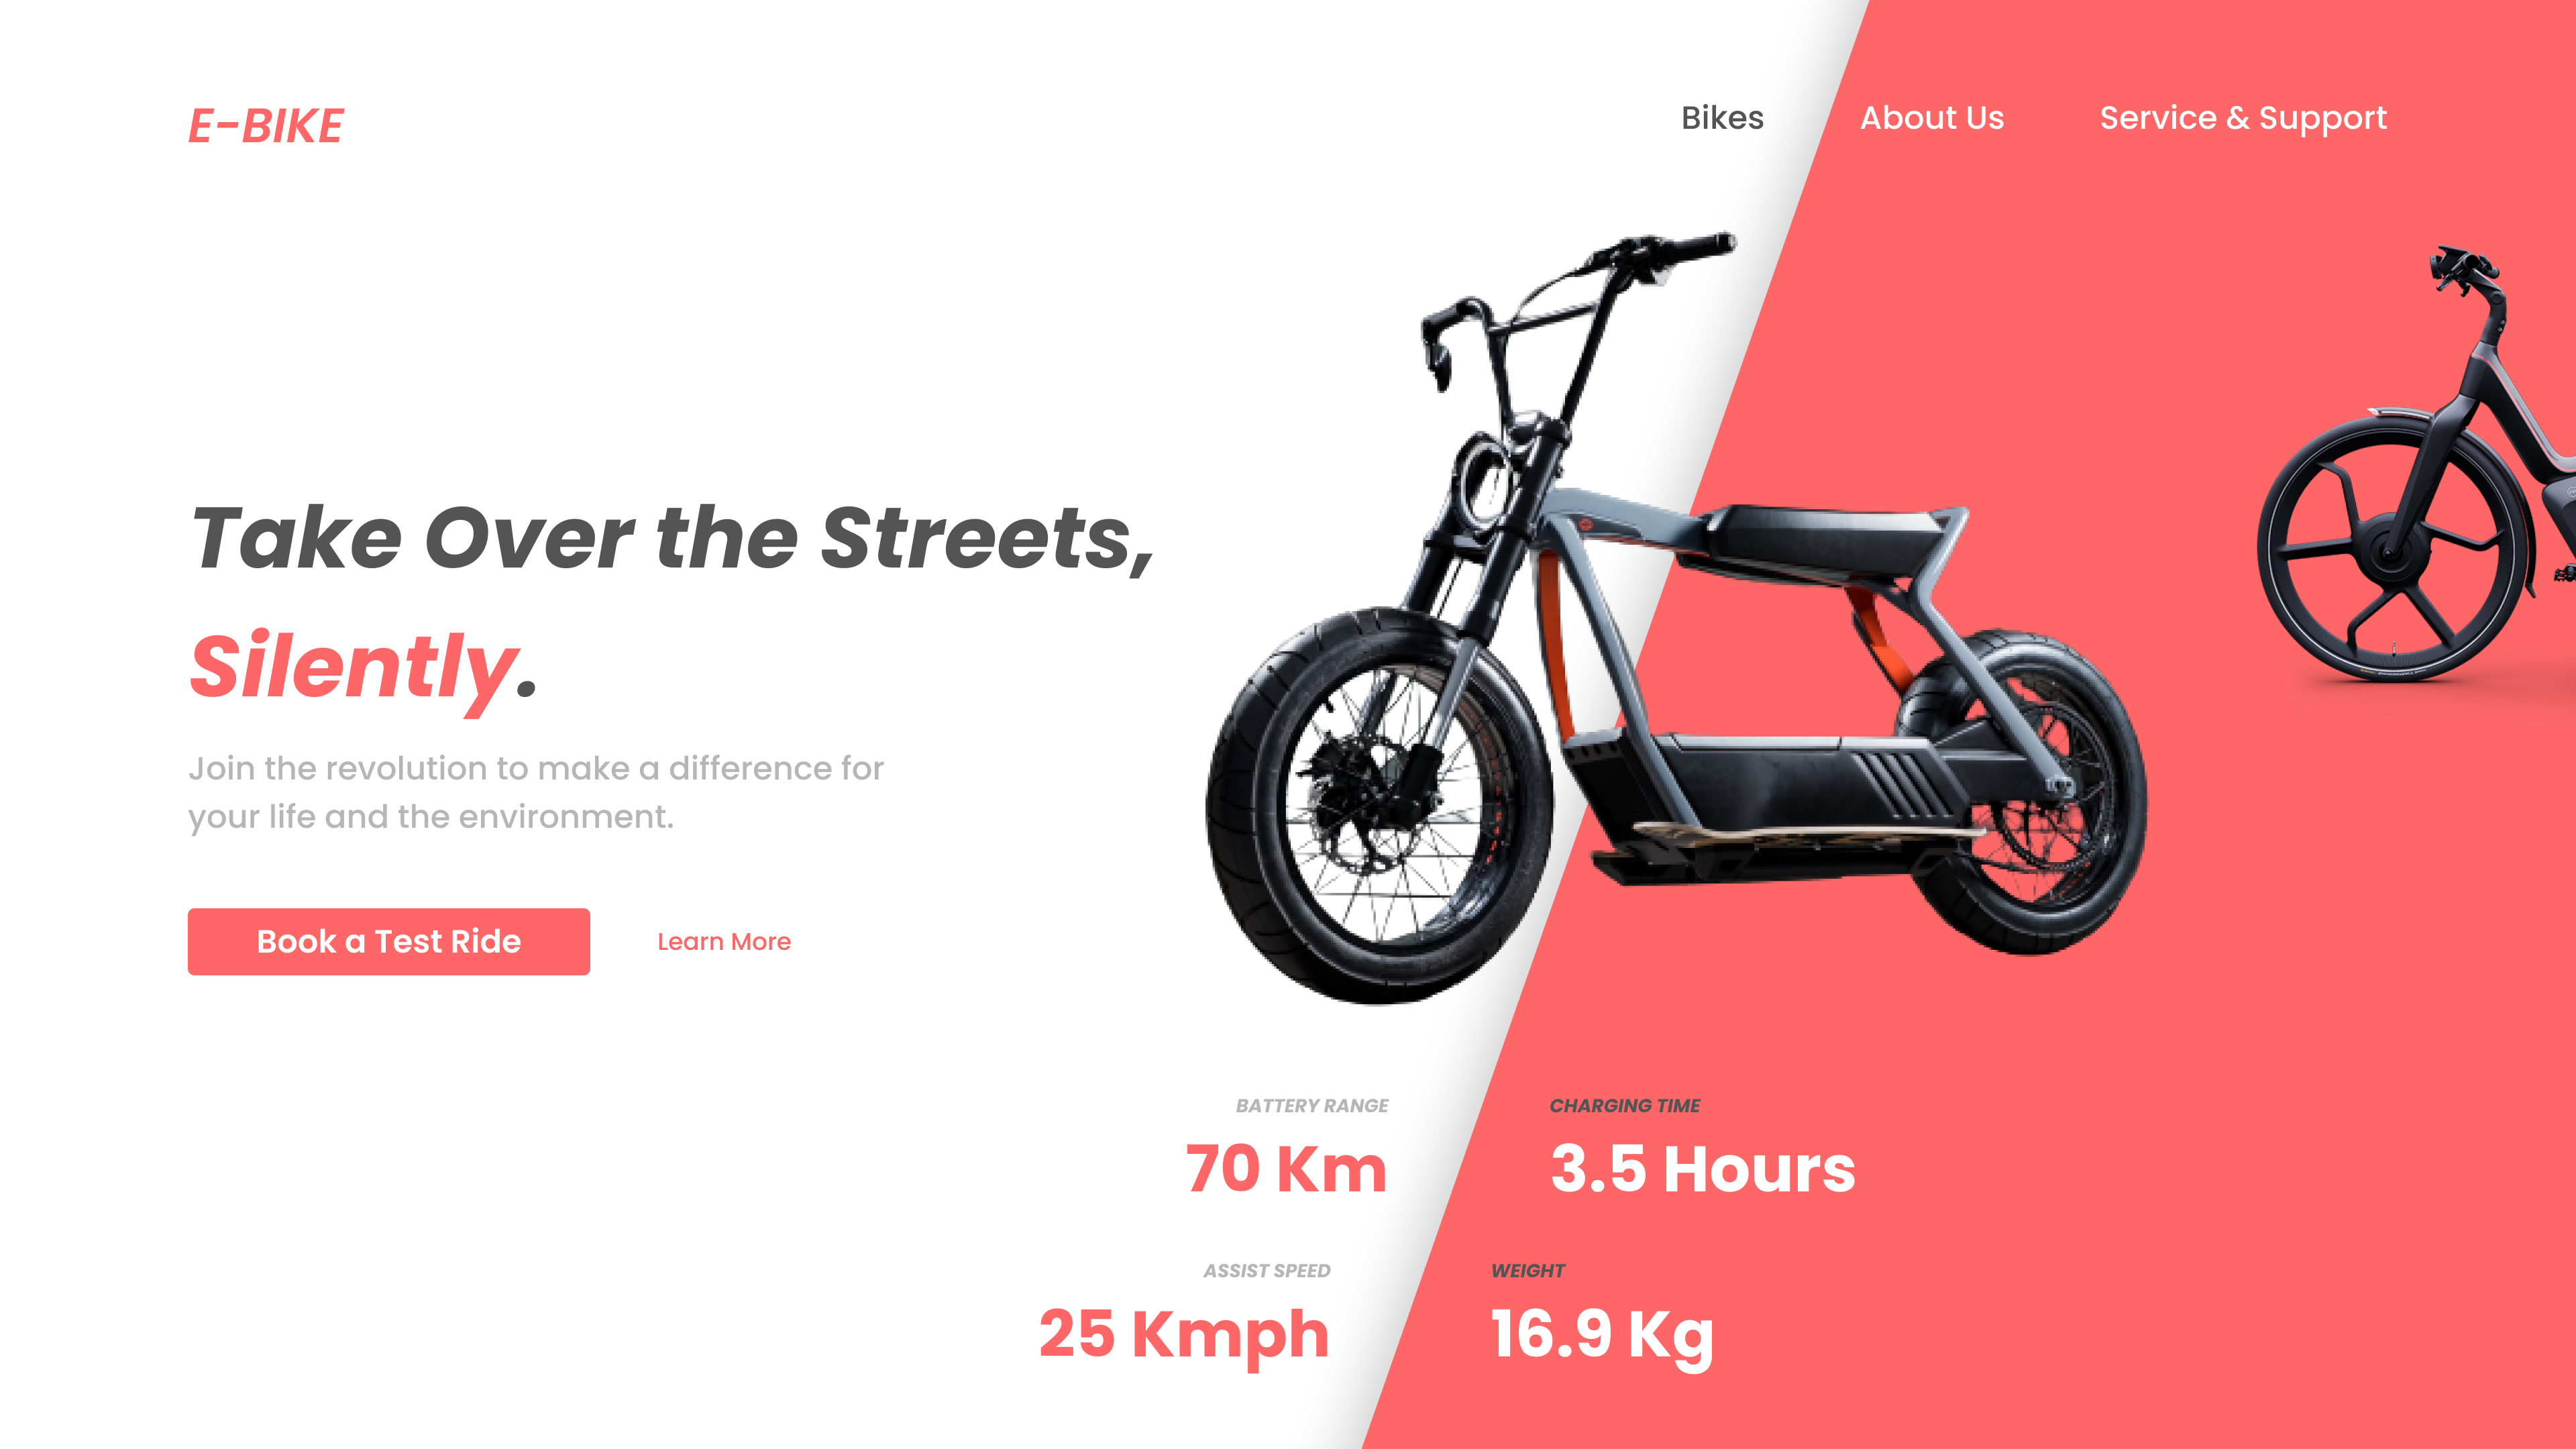 E-BIKE
Bikes
About Us
Service & Support
Take Over the Streets,
Silently.
Join the revolution to make a difference for
your life and the environment.
Book a Test Ride
Learn More
BATTERY RANGE
70 Km
CHARGING TIME
3.5 Hours
ASSIST SPEED
25 Kmph
WEIGHT
16.9 Kg